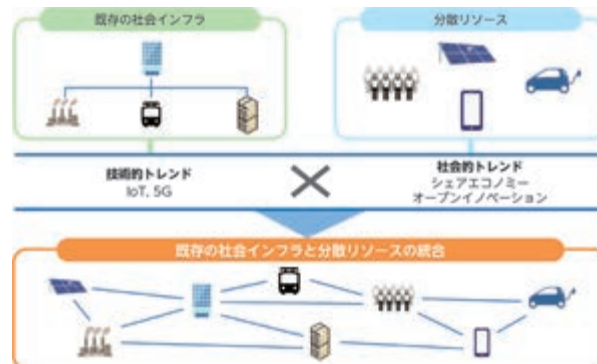 既存の社会インフラ
分散リソース
技術的トレンド
IoT, 5G
社会的トレンド
シェアエコノミー
オープンイノベーション
既存の社会インフラと分散リソースの統合